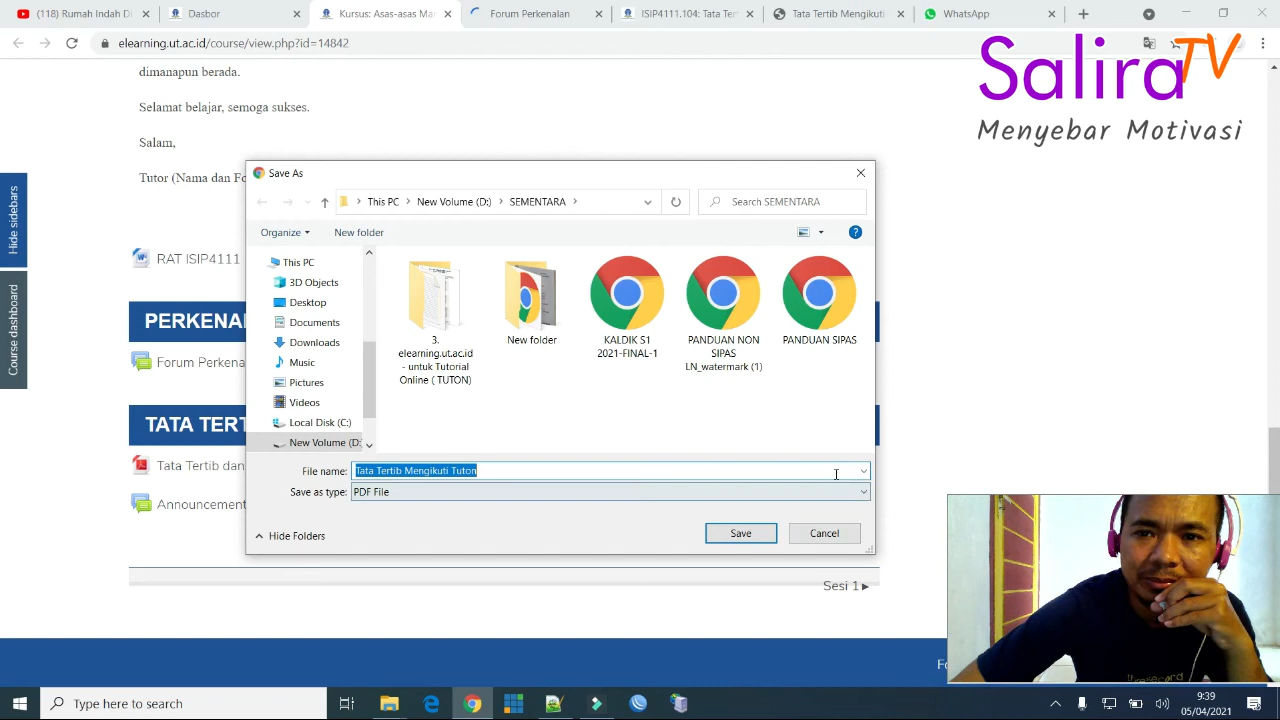 (118) Rumah Indah Di
Dasbor
Kursus: Asas-asas Ma
Forum Perkenalan
ISIP4111.104: Tata Tert
Tata Tertib Mengikuti
WhatsApp
elearning.ut.ac.id/course/view.php?id=14842
Salira TV
Menyebar Motivasi
dimanapun berada.
Selamat belajar, semoga sukses.
Salam,
Tutor (Nama dan Fo
Hide sidebars
Course dashboard
RAT ISIP4111
PERKENA
Forum Perkena
TATA TERT
Tata Tertib dan
Announcement
Save As
This PC > New Volume (D:) > SEMENTARA >
Search SEMENTARA
Organize
New folder
This PC
3D Objects
Desktop
Documents
Downloads
Music
Pictures
Videos
Local Disk (C:)
New Volume (D:
3.
elearning.ut.ac.id
- untuk Tutorial
Online ( TUTON)
New folder
KALDIK S1
2021-FINAL-1
PANDUAN NON
SIPAS
LN_watermark (1)
PANDUAN SIPAS
File name: Tata Tertib Mengikuti Tuton
Save as type: PDF File
Hide Folders
Save
Cancel
Sesi 1
Type here to search
9:39
05/04/2021